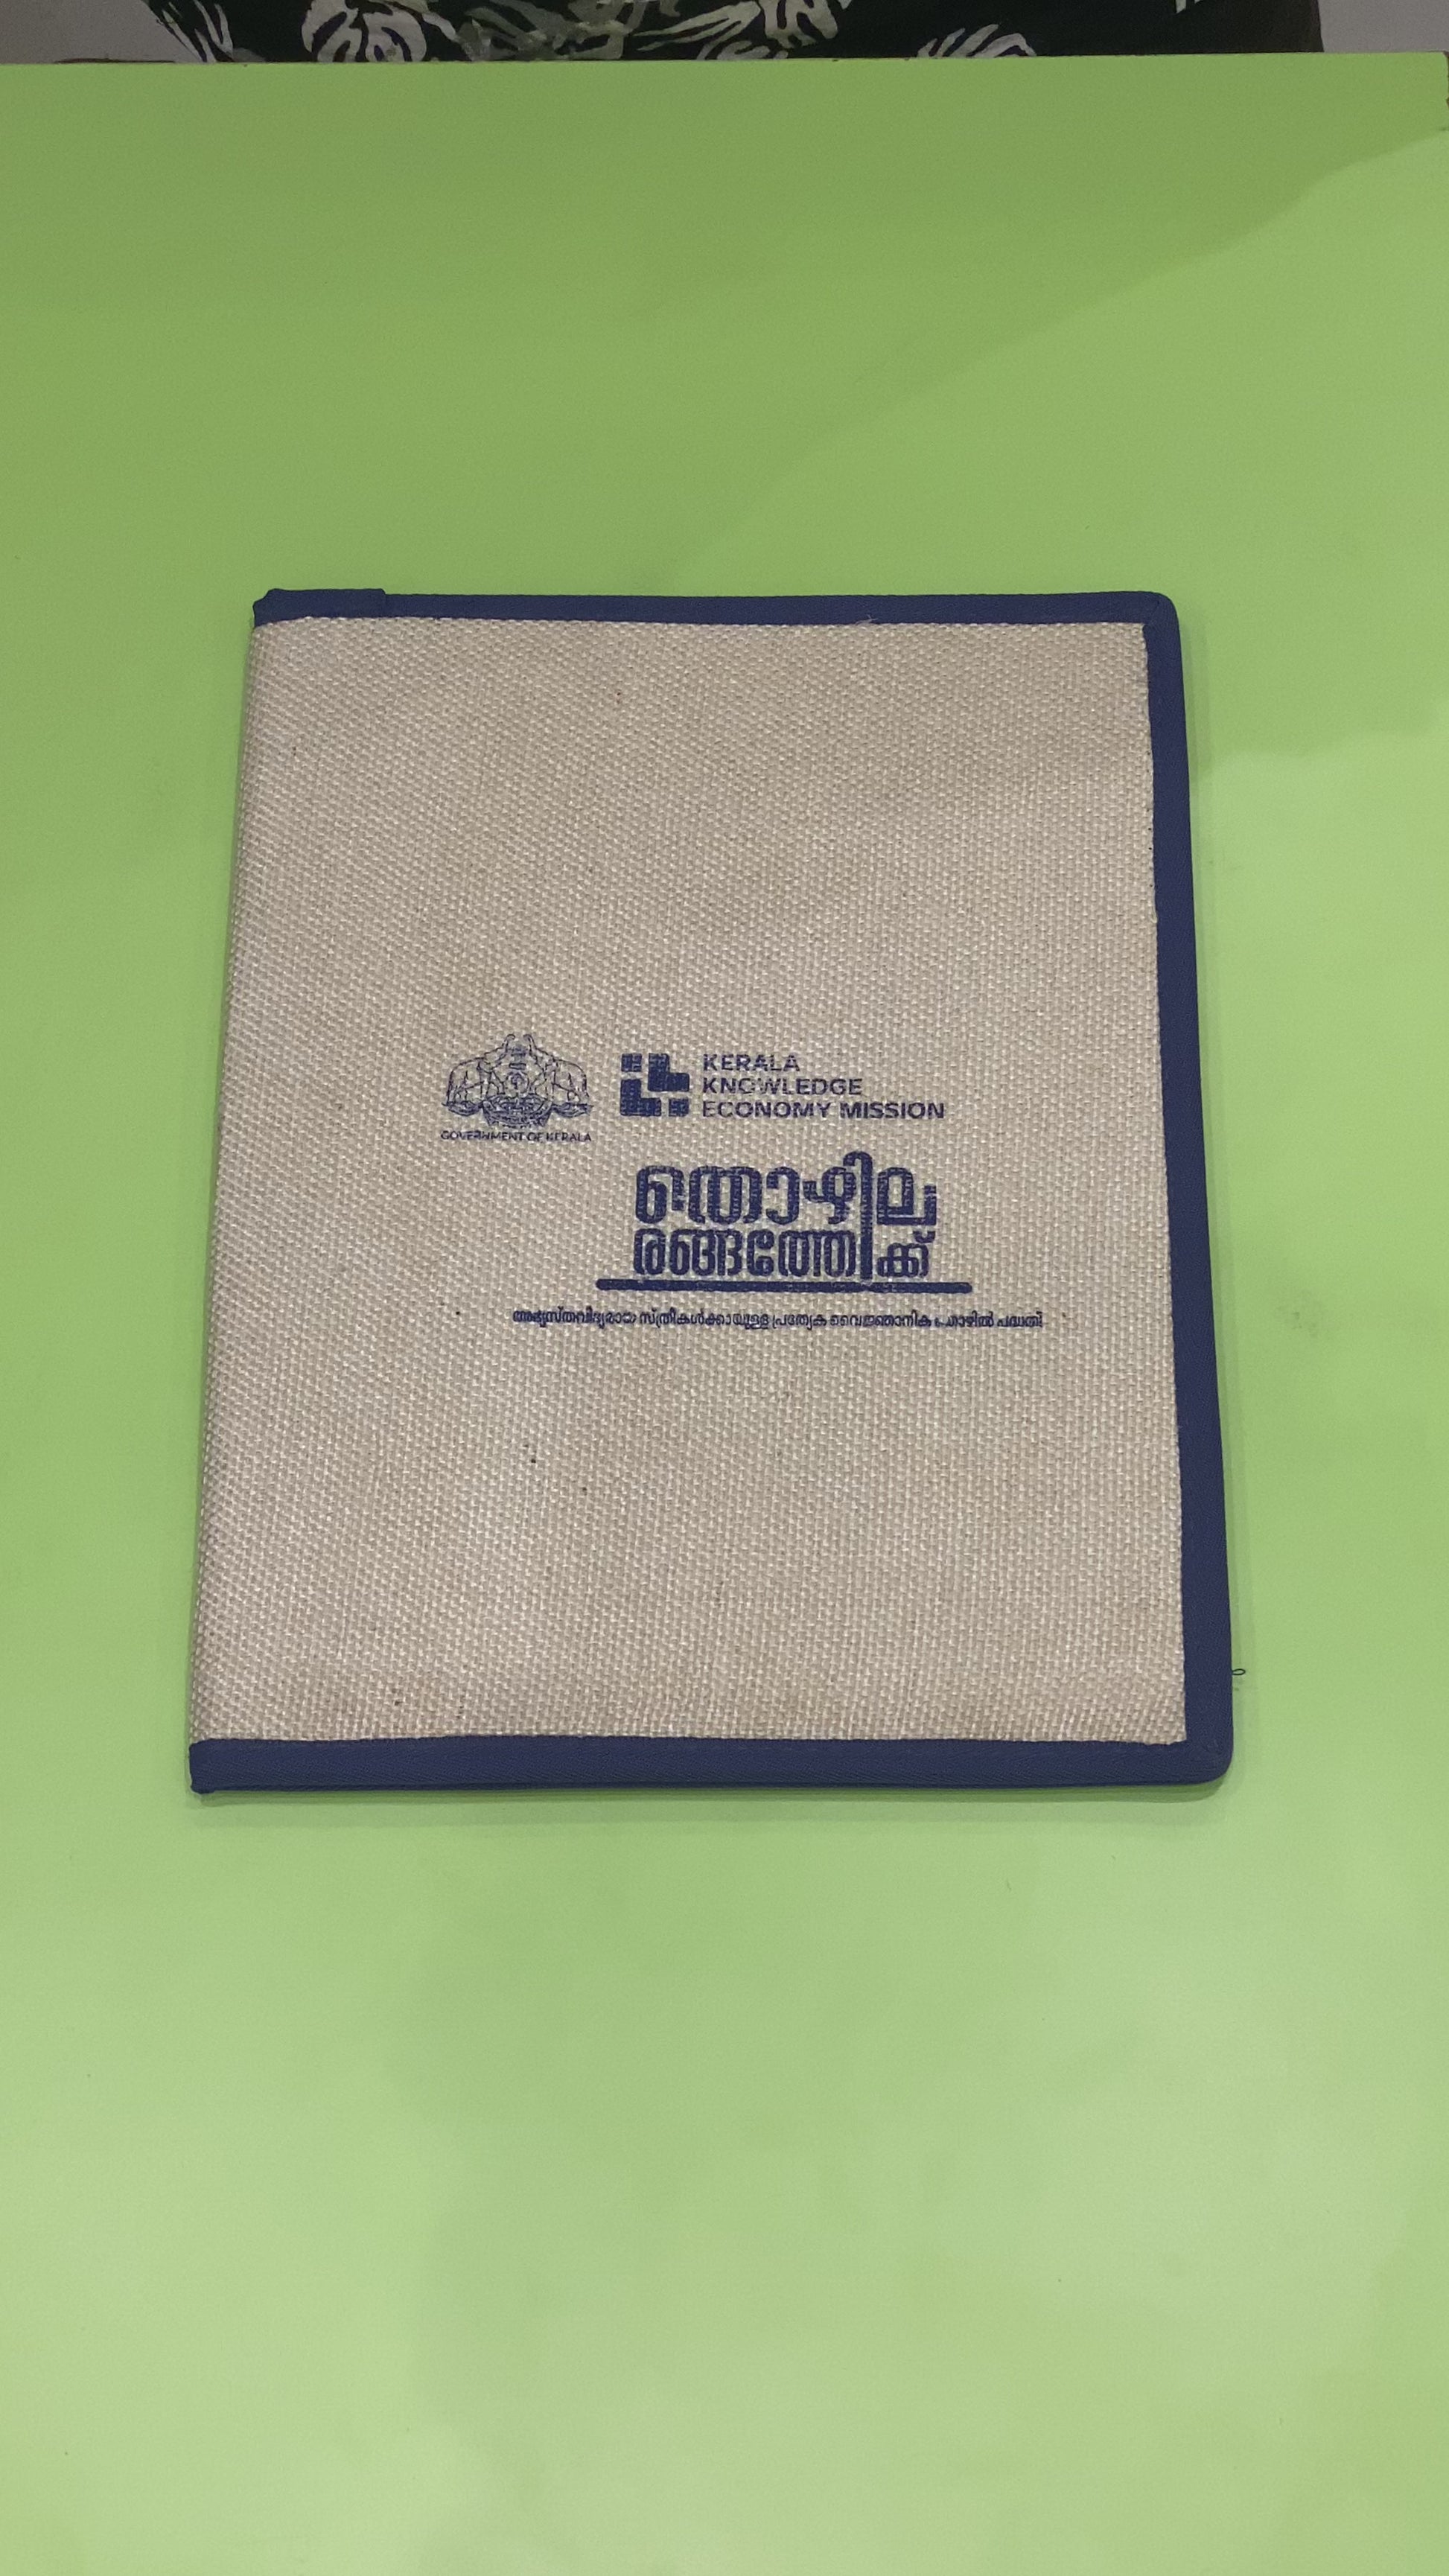 GOVERNMENT OF KERALA
KERALA
KNOWLEDGE
ECONOMY MISSION
തൊഴില
രങ്ങത്തേക്ക്
അഭ്യസ്തവിദ്യരായ സ്ത്രീകൾക്കായുള്ള പ്രത്യേക വൈജ്ഞാനിക തൊഴിൽ പദ്ധതി